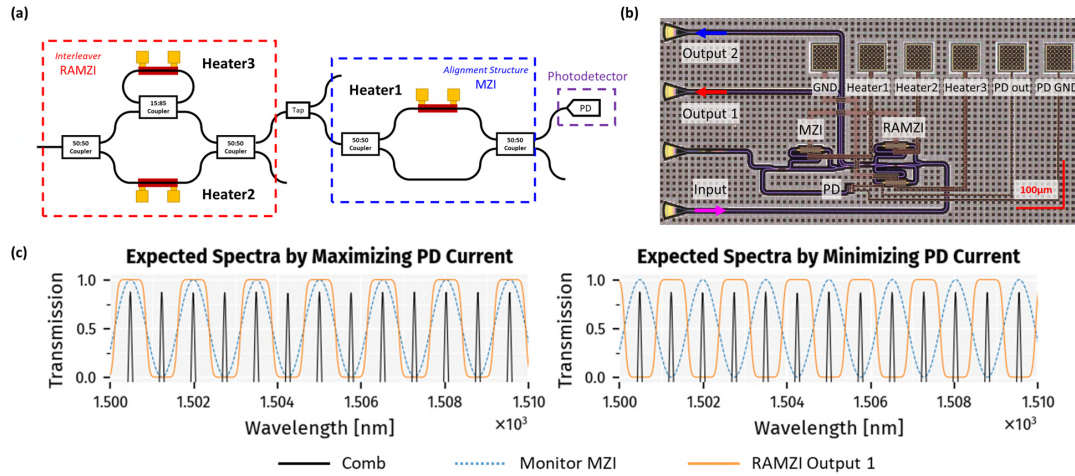 (a)
Interleaver
RAMZI
Heater3
15:85
Coupler
50:50
Coupler
50:50
Coupler
Heater2
Tap
Heater1
Alignment Structure
MZI
50:50
Coupler
50:50
Coupler
Photodetector
PD
(b)
Output 2
Output 1
Input
GND
Heater1
Heater2
Heater3
PD out
PD GND
MZI
RAMZI
PD
100μm
(c)
Expected Spectra by Maximizing PD Current
Transmission
1.0
0.5
0.0
1.500 1.502 1.504 1.506 1.508 1.510
Wavelength [nm]
×10³
Expected Spectra by Minimizing PD Current
Transmission
1.0
0.5
0.0
1.500 1.502 1.504 1.506 1.508 1.510
Wavelength [nm]
×10³
Comb
Monitor MZI
RAMZI Output 1